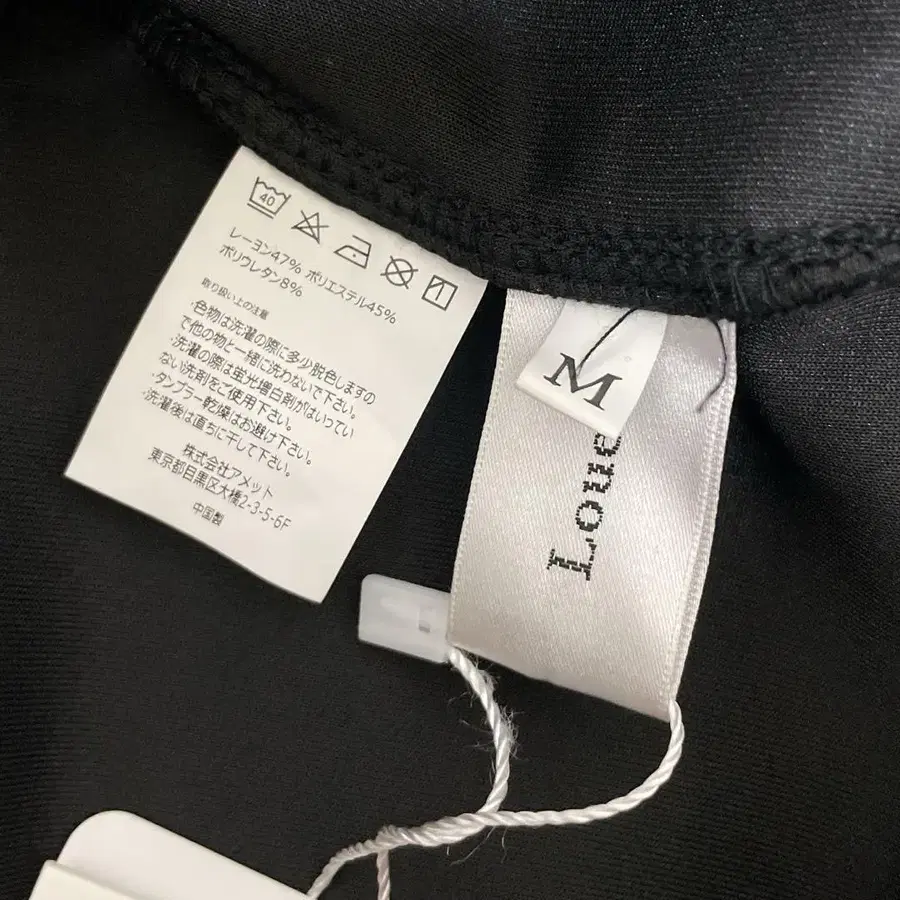 40
レーヨン47% ポリエステル45%
ポリウレタン8%
取り扱い上の注意
・色物は洗濯の際に多少脱色しますの
で他の物と一緒に洗わないで下さい。
・洗濯の際は蛍光増白剤がはいってい
ない洗剤をご使用下さい。
・タンブラー乾燥はお避け下さい。
・洗濯後は直ちに干して下さい。
株式会社アメット
東京都目黒区大橋2-3-5-6F
中国製
M
Loue